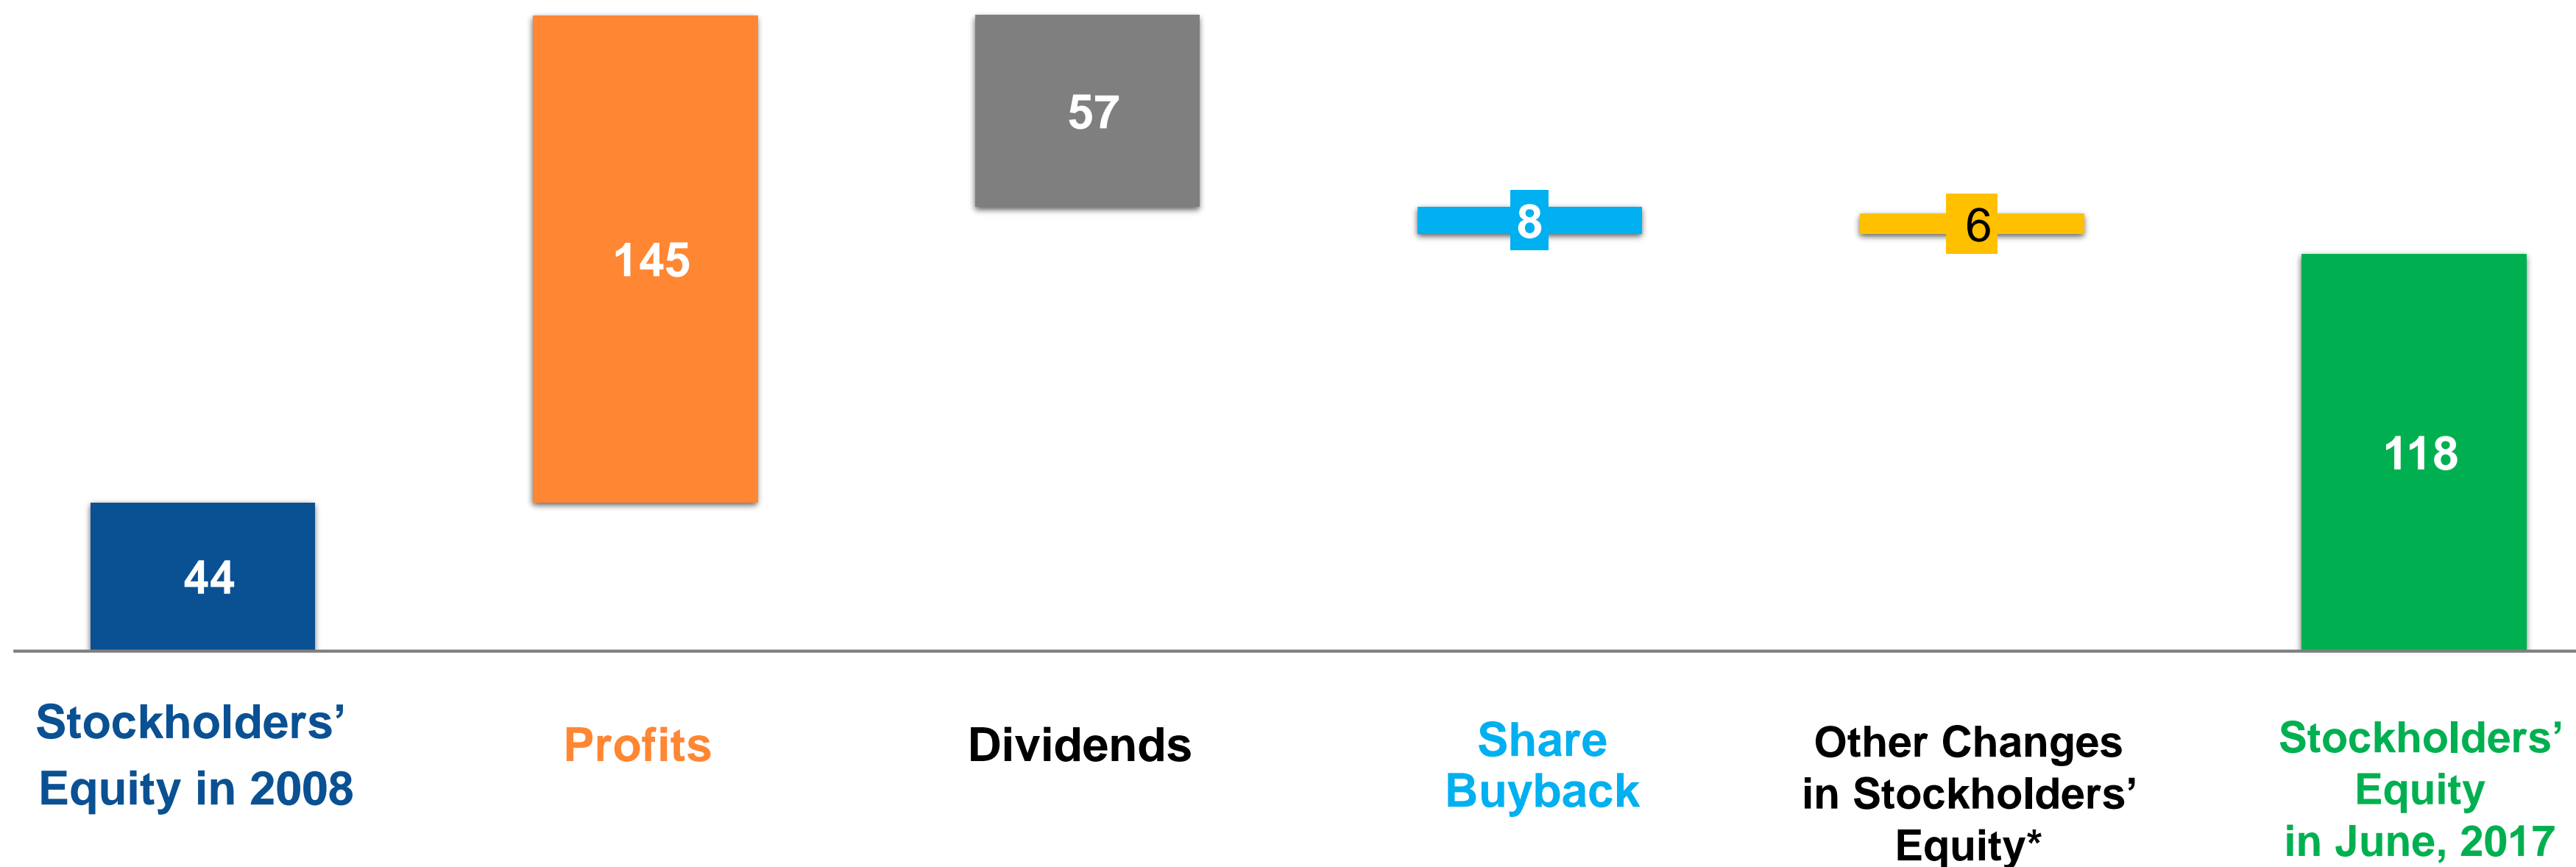 57
145
8
6
118
44
Stockholders’
Equity in 2008
Profits
Dividends
Share
Buyback
Other Changes
in Stockholders’
Equity*
Stockholders’
Equity
in June, 2017